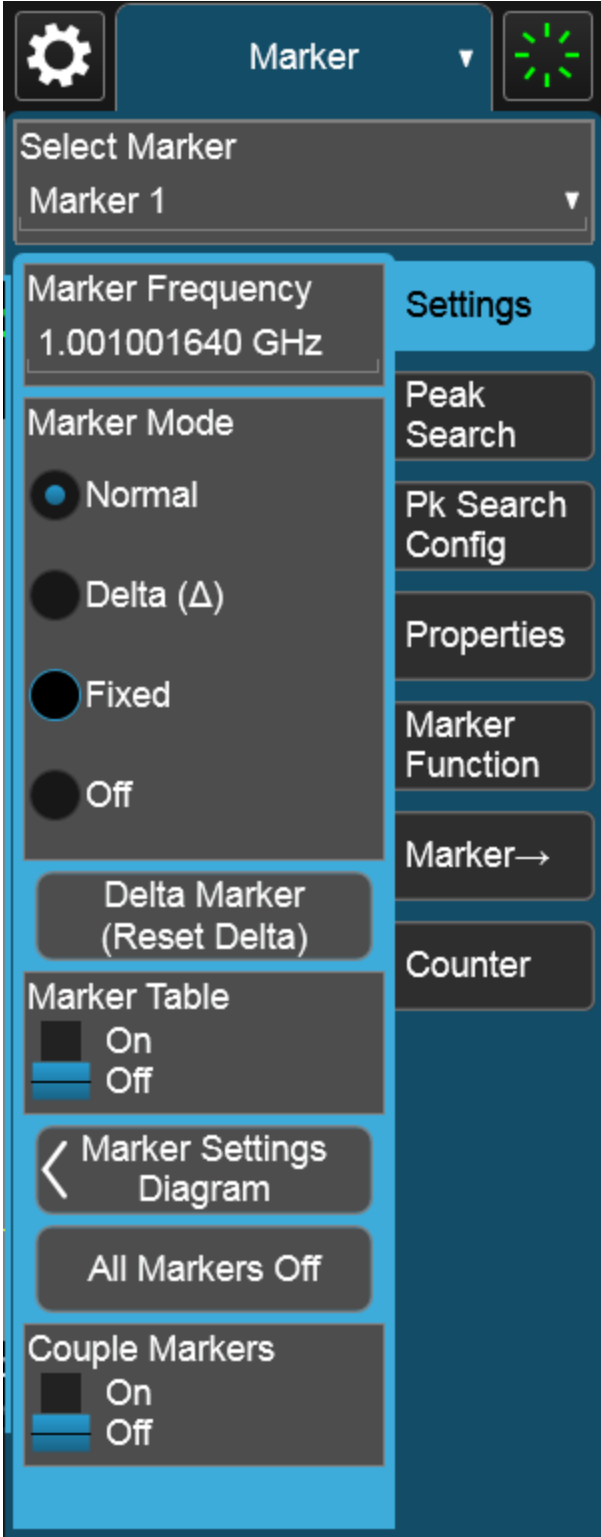 Marker ▼
Select Marker
Marker 1 ▼
Marker Frequency
1.001001640 GHz
Marker Mode
Normal
Delta (Δ)
Fixed
Off
Delta Marker
(Reset Delta)
Marker Table
On
Off
Marker Settings
Diagram
All Markers Off
Couple Markers
On
Off
Settings
Peak
Search
Pk Search
Config
Properties
Marker
Function
Marker→
Counter